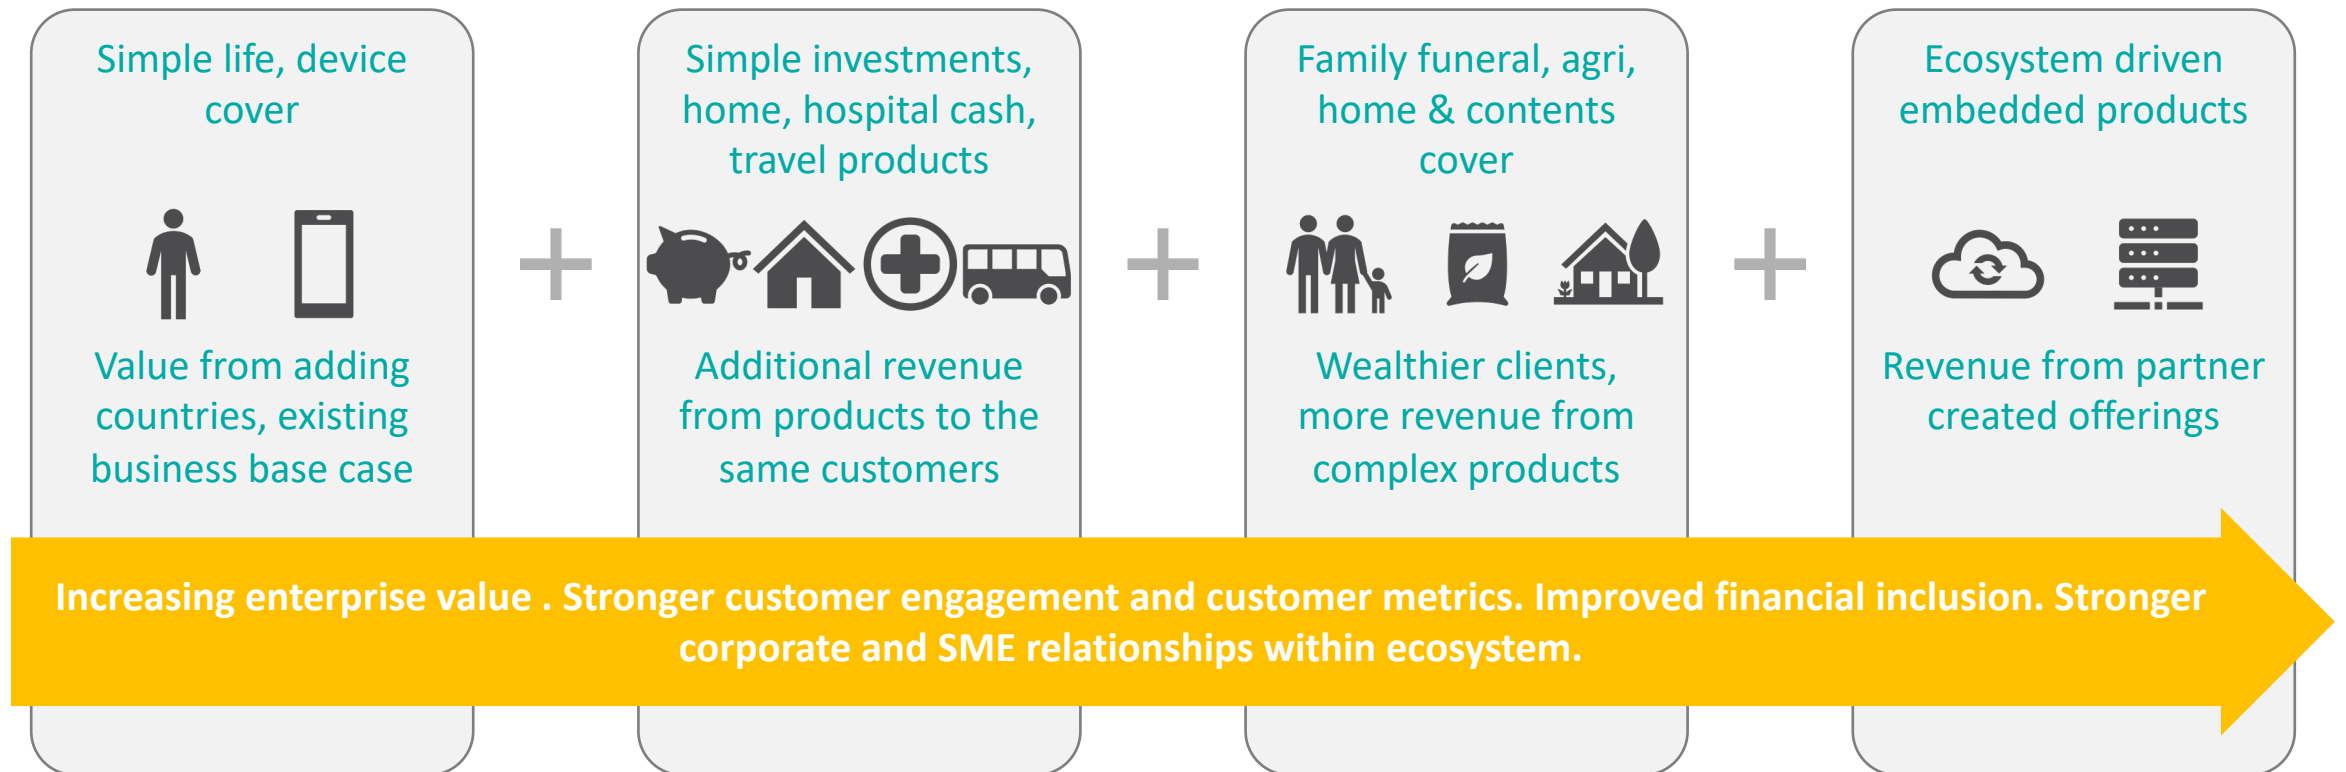 Simple life, device
cover
Value from adding
countries, existing
business base case
Simple investments,
home, hospital cash,
travel products
Additional revenue
from products to the
same customers
Family funeral, agri,
home & contents
cover
Wealthier clients,
more revenue from
complex products
Ecosystem driven
embedded products
Revenue from partner
created offerings
Increasing enterprise value . Stronger customer engagement and customer metrics. Improved financial inclusion. Stronger
corporate and SME relationships within ecosystem.